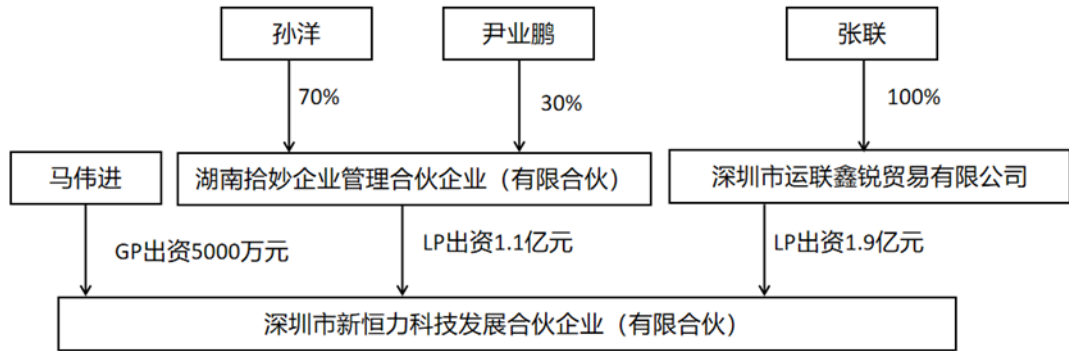 孙洋
尹业鹏
张联
70%
30%
100%
马伟进
湖南拾妙企业管理合伙企业（有限合伙）
深圳市运联鑫锐贸易有限公司
GP出资5000万元
LP出资1.1亿元
LP出资1.9亿元
深圳市新恒力科技发展合伙企业（有限合伙）